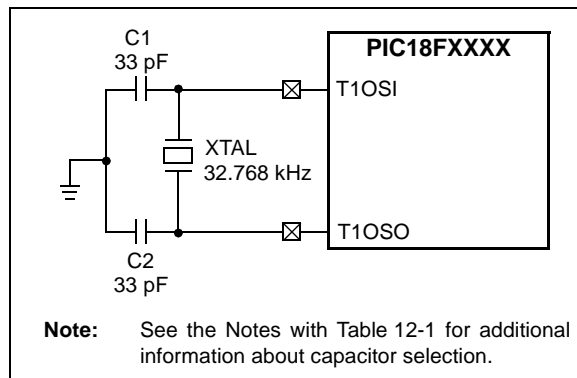 C1
33 pF
PIC18FXXXX
T1OSI
XTAL
32.768 kHz
T1OSO
C2
33 pF
Note: See the Notes with Table 12-1 for additional
information about capacitor selection.